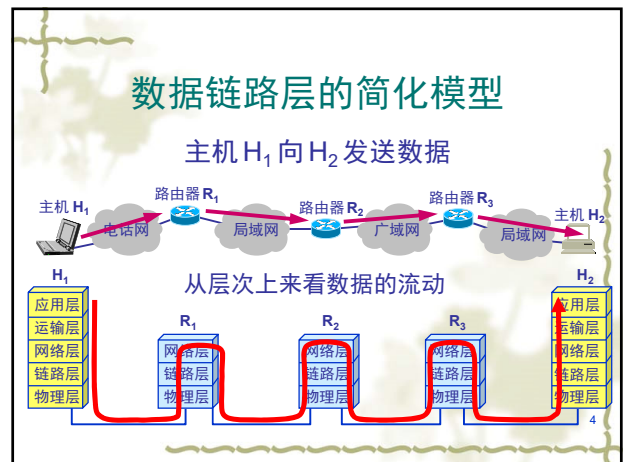 数据链路层的简化模型
主机 H₁ 向 H₂ 发送数据
主机 H₁
路由器 R₁
路由器 R₂
路由器 R₃
主机 H₂
电话网
局域网
广域网
局域网
从层次上来看数据的流动
H₁
应用层
运输层
网络层
链路层
物理层
R₁
网络层
链路层
物理层
R₂
网络层
链路层
物理层
R₃
网络层
链路层
物理层
H₂
应用层
运输层
网络层
链路层
物理层
4